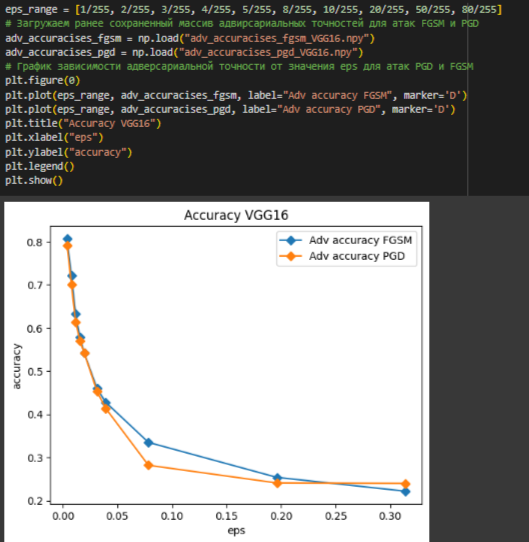 eps_range = [1/255, 2/255, 3/255, 4/255, 5/255, 8/255, 10/255, 20/255, 50/255, 80/255]
# Загружаем ранее сохраненный массив адвирсариальных точностей для атак FGSM и PGD
adv_accuracises_fgsm = np.load("adv_accuracises_fgsm_VGG16.npy")
adv_accuracises_pgd = np.load("adv_accuracises_pgd_VGG16.npy")
# График зависимости адверсариальной точности от значения eps для атак PGD и FGSM
plt.figure(0)
plt.plot(eps_range, adv_accuracises_fgsm, label="Adv accuracy FGSM", marker='D')
plt.plot(eps_range, adv_accuracises_pgd, label="Adv accuracy PGD", marker='D')
plt.title("Accuracy VGG16")
plt.xlabel("eps")
plt.ylabel("accuracy")
plt.legend()
plt.show()
Accuracy VGG16
Adv accuracy FGSM
Adv accuracy PGD
accuracy
0.8
0.7
0.6
0.5
0.4
0.3
0.2
0.00 0.05 0.10 0.15 0.20 0.25 0.30
eps